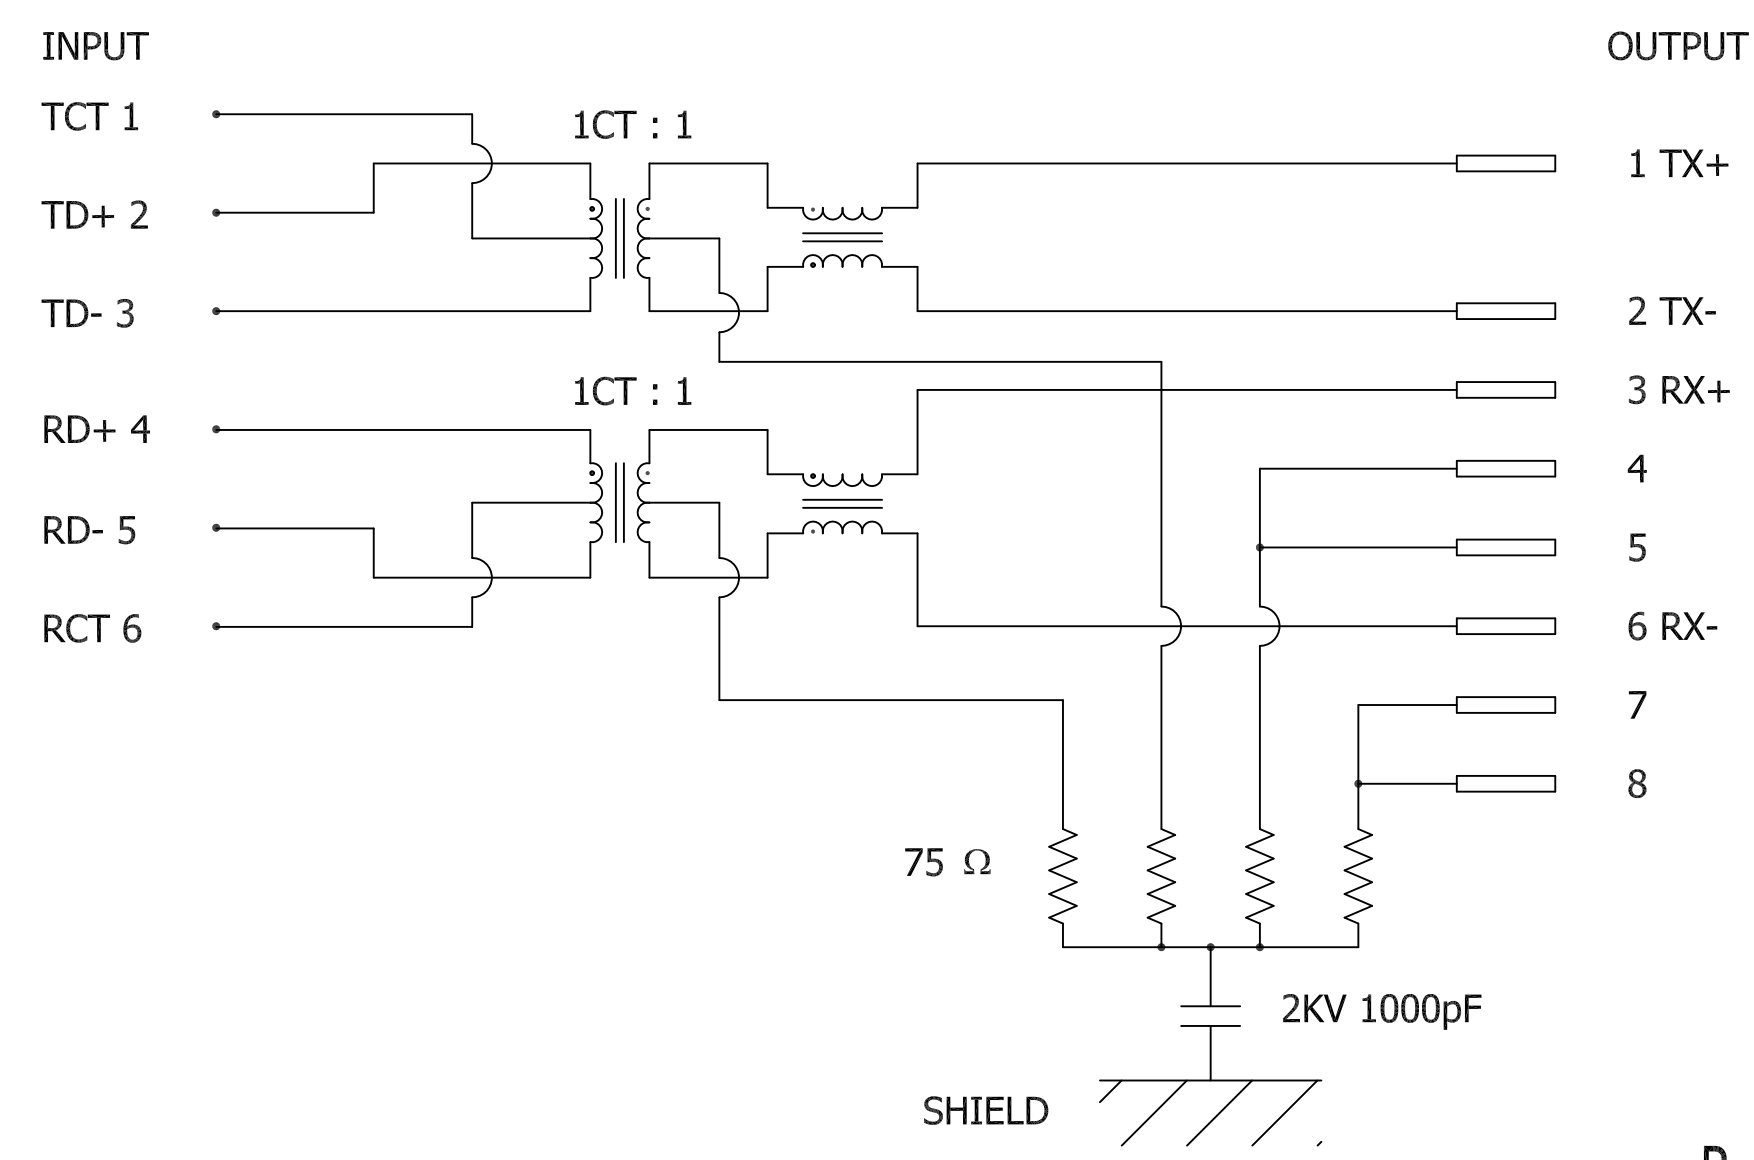 INPUT
OUTPUT
TCT 1
1CT : 1
1 TX+
TD+ 2
TD- 3
2 TX-
1CT : 1
3 RX+
RD+ 4
4
RD- 5
5
RCT 6
6 RX-
7
8
75 Ω
2KV 1000pF
SHIELD